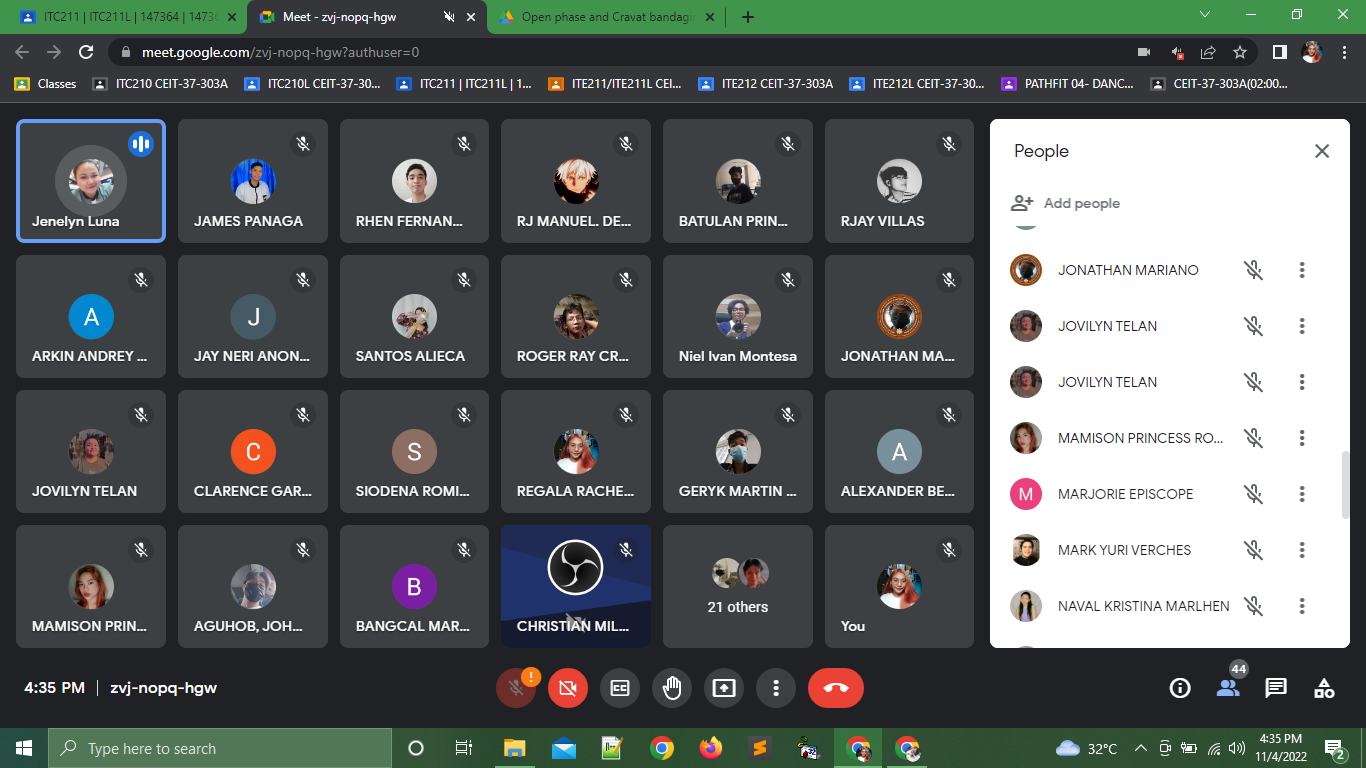 ITC211 | ITC211L | 147364 | 1473
Meet - zvj-nopq-hgw
Open phase and Cravat bandagin
meet.google.com/zvj-nopq-hgw?authuser=0
Classes
ITC210 CEIT-37-303A
ITC210L CEIT-37-30...
ITC211 | ITC211L | 1...
ITE211/ITE211L CEI...
ITE212 CEIT-37-303A
ITE212L CEIT-37-30...
PATHFIT 04- DANC...
CEIT-37-303A(02:00...
Jenelyn Luna
JAMES PANAGA
RHEN FERNAN...
RJ MANUEL. DE...
BATULAN PRIN...
RJAY VILLAS
A
ARKIN ANDREY ...
J
JAY NERI ANON...
SANTOS ALIECA
ROGER RAY CR...
Niel Ivan Montesa
JONATHAN MA...
JOVILYN TELAN
C
CLARENCE GAR...
S
SIODENA ROMI...
REGALA RACHE...
GERYK MARTIN ...
A
ALEXANDER BE...
MAMISON PRIN...
AGUHOB, JOH...
B
BANGCAL MAR...
CHRISTIAN MIL...
21 others
You
People
Add people
JONATHAN MARIANO
JOVILYN TELAN
JOVILYN TELAN
MAMISON PRINCESS RO...
M
MARJORIE EPISCOPE
MARK YURI VERCHES
NAVAL KRISTINA MARLHEN
4:35 PM | zvj-nopq-hgw
!
CC
44
Type here to search
32°C
4:35 PM
11/4/2022
2